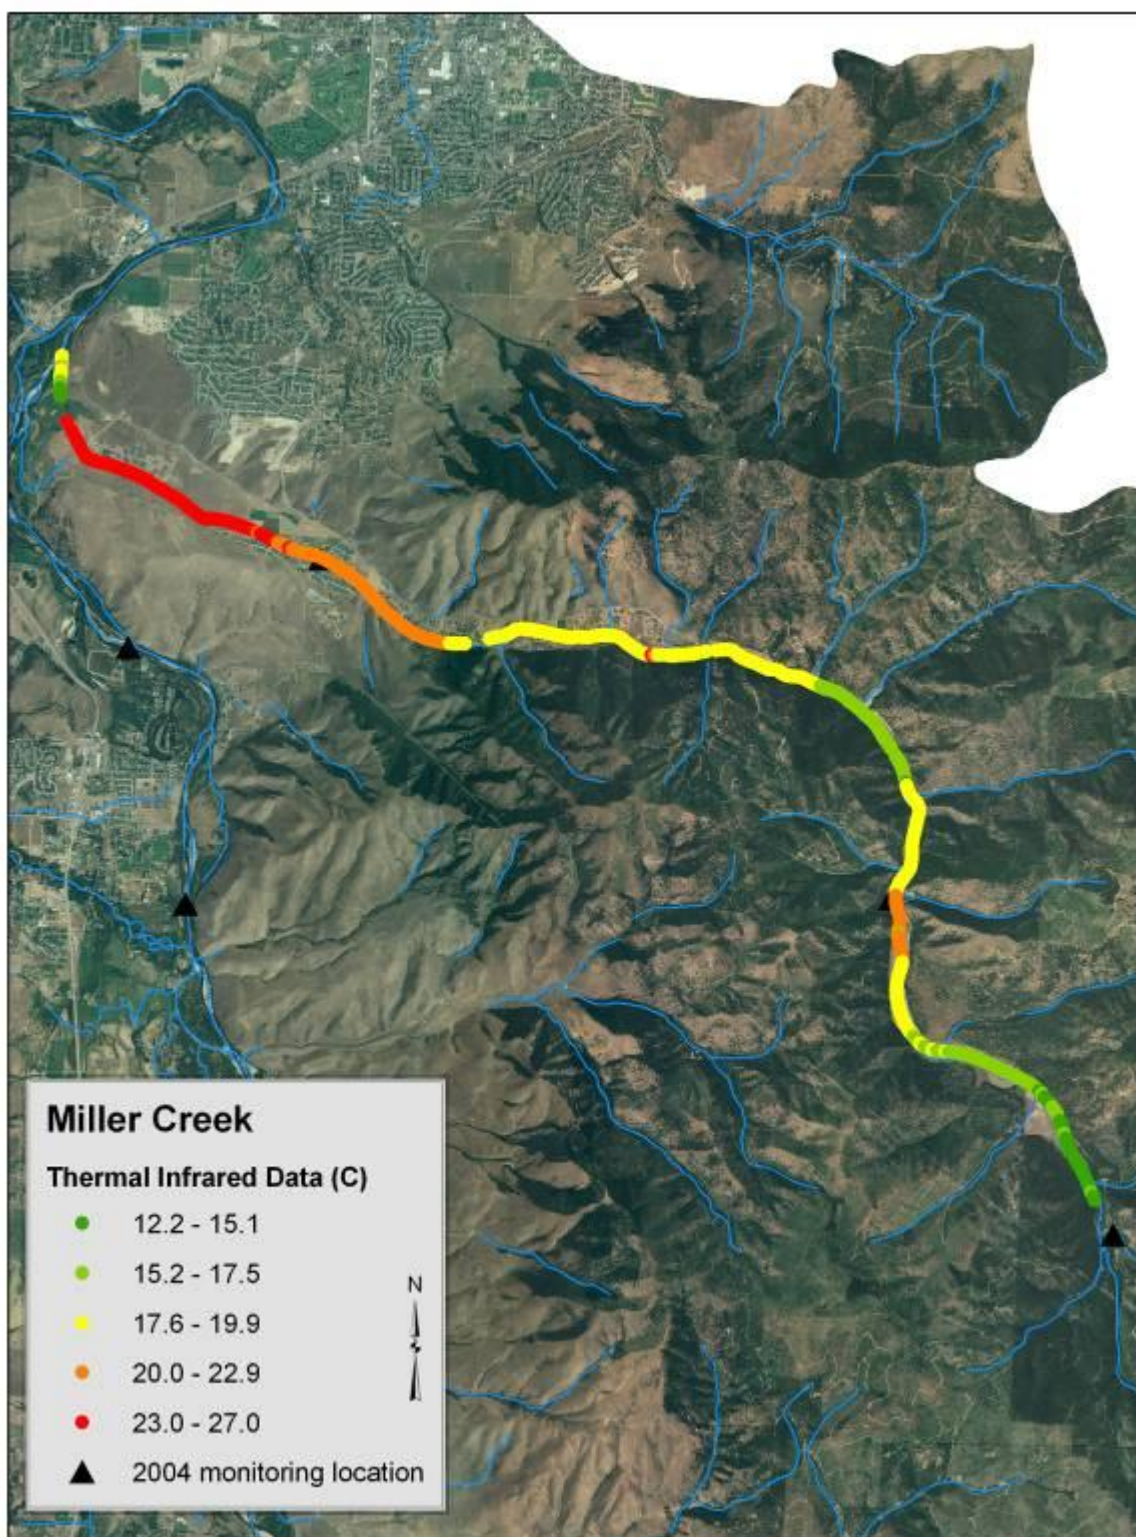 Miller Creek
Thermal Infrared Data (C)
12.2 - 15.1
15.2 - 17.5
N
17.6 - 19.9
20.0 - 22.9
23.0 - 27.0
2004 monitoring location